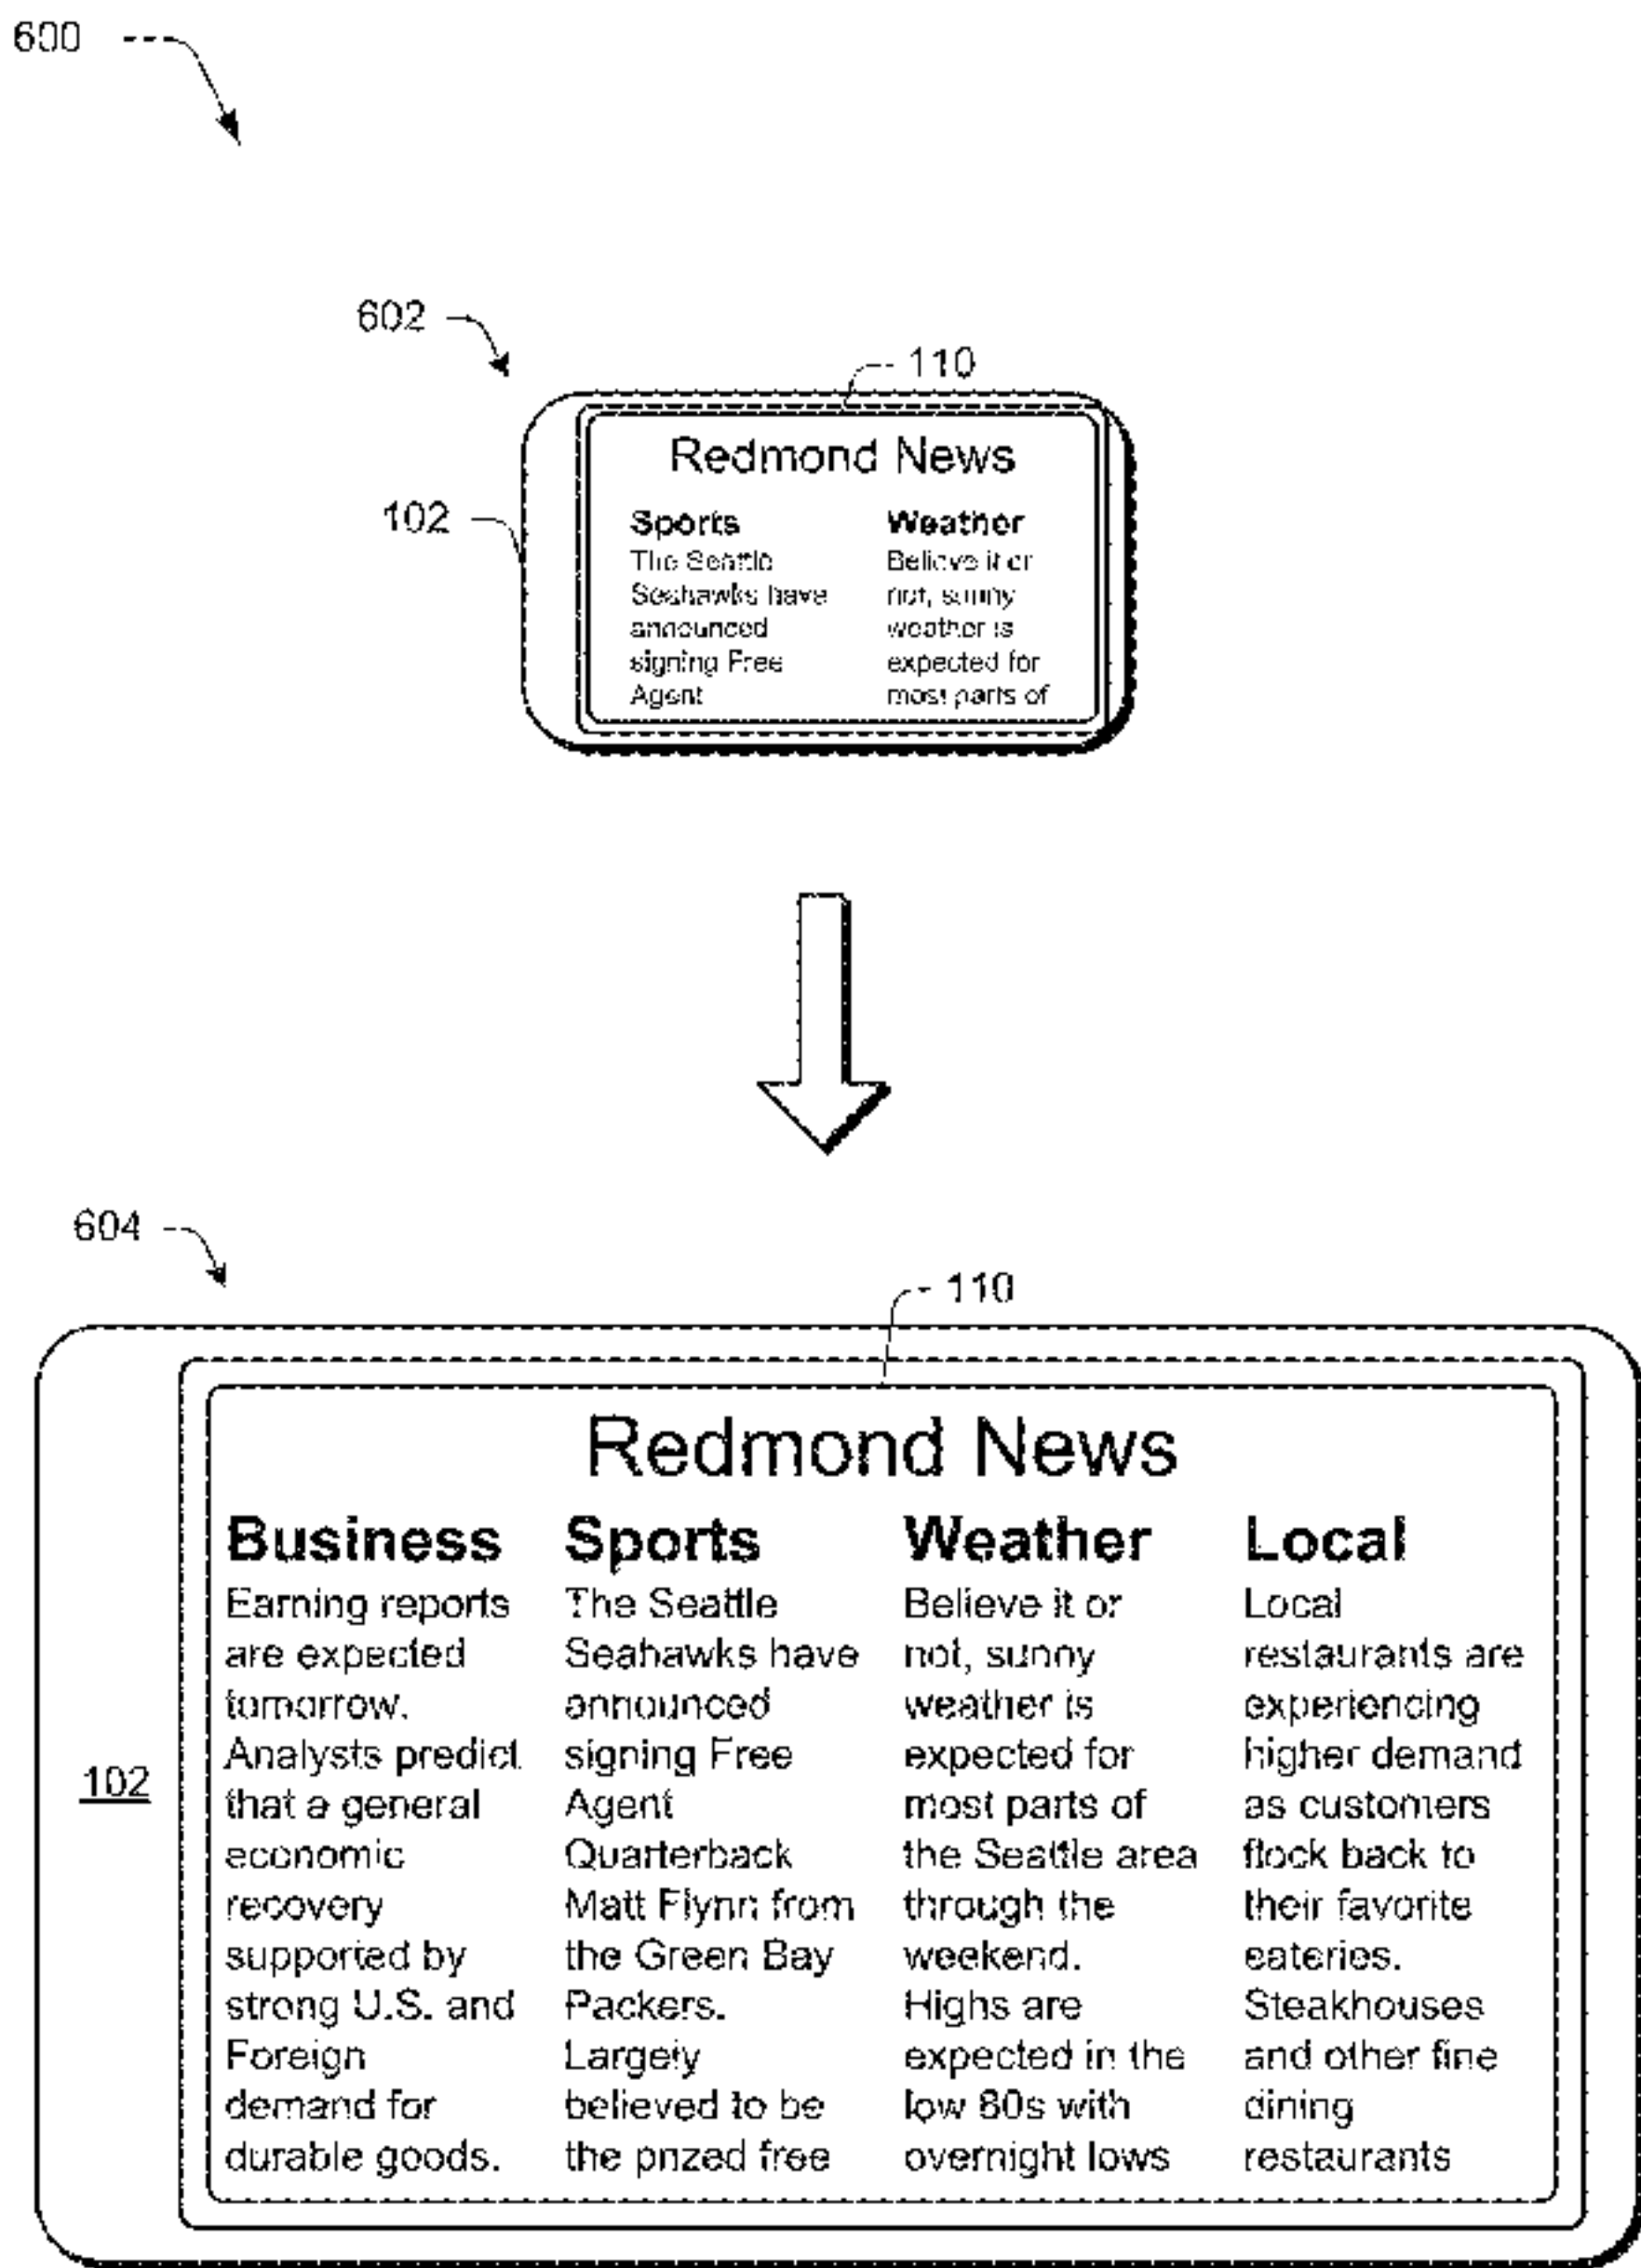 600
602
110
Redmond News
102
Sports
The Seattle
Seahawks have
announced
signing Free
Agent
Weather
Believe it or
not, sunny
weather is
expected for
most parts of
604
110
Redmond News
102
Business
Earning reports
are expected
tomorrow.
Analysts predict
that a general
economic
recovery
supported by
strong U.S. and
Foreign
demand for
durable goods.
Sports
The Seattle
Seahawks have
announced
signing Free
Agent
Quarterback
Matt Flynn from
the Green Bay
Packers.
Largely
believed to be
the prized free
Weather
Believe it or
not, sunny
weather is
expected for
most parts of
the Seattle area
through the
weekend.
Highs are
expected in the
low 80s with
overnight lows
Local
Local
restaurants are
experiencing
higher demand
as customers
flock back to
their favorite
eateries.
Steakhouses
and other fine
dining
restaurants